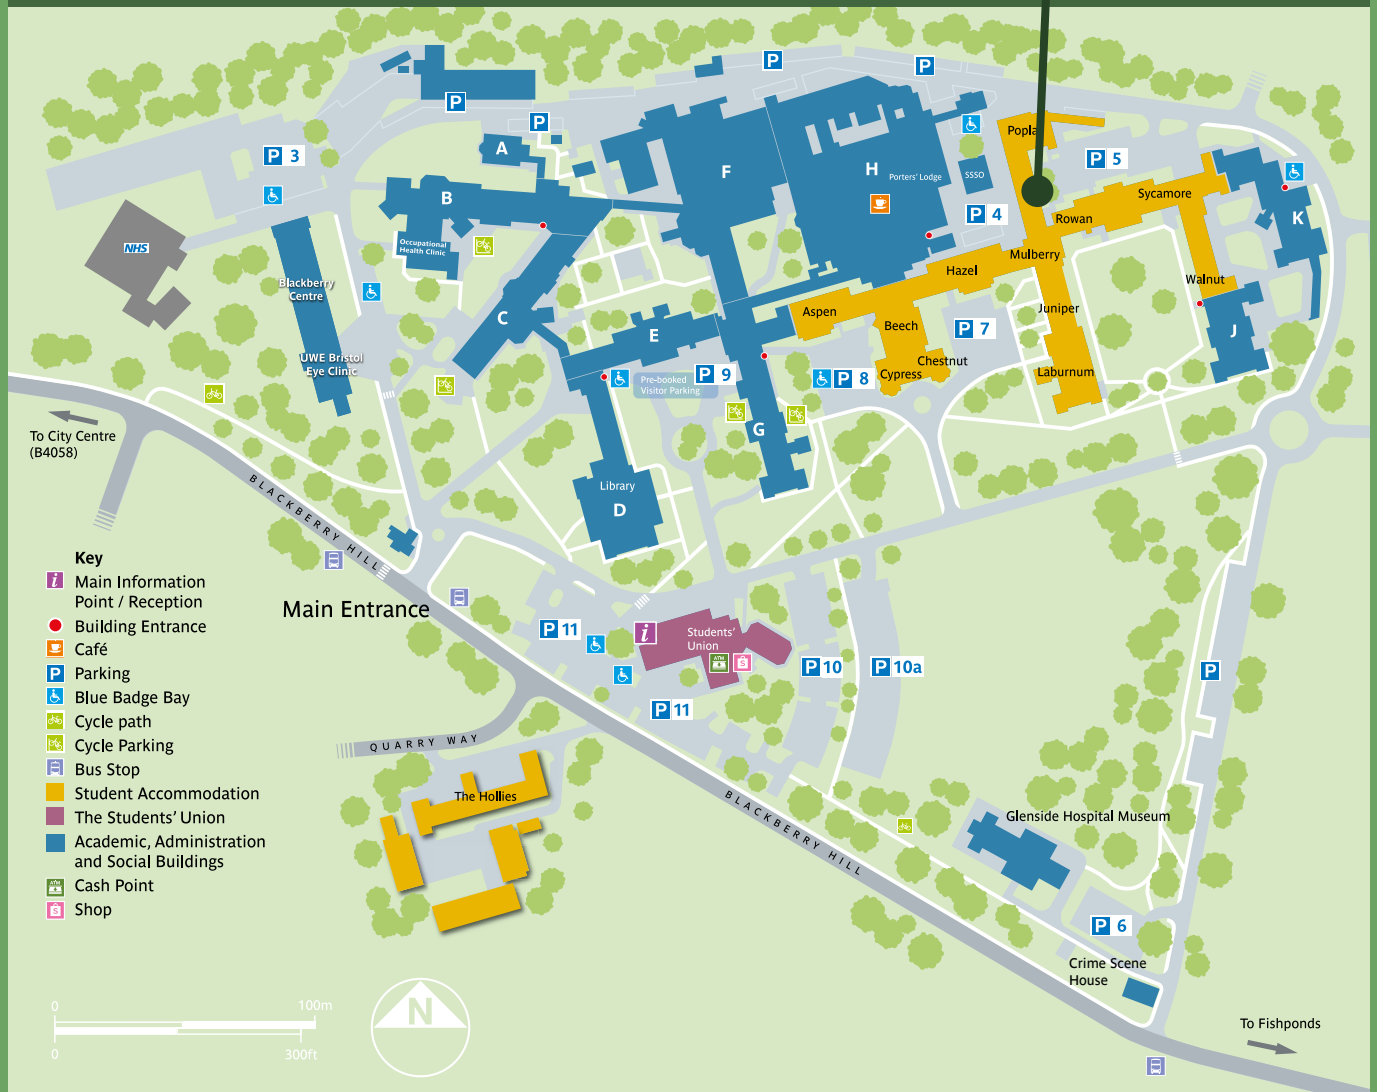 P
P
P
P
A
P 3
B
NHS
Occupational
Health Clinic
Blackberry
Centre
UWE Bristol
Eye Clinic
C
E
F
H
Porters' Lodge
SSSO
P 4
P 5
Sycamore
Rowan
Mulberry
Hazel
Aspen
Beech
Chestnut
Cypress
Juniper
Laburnum
Walnut
K
J
P 7
P 8
P 9
Pre-booked
Visitor Parking
G
Library
D
To City Centre
(B4058)
BLACKBERRY HILL
Main Entrance
P 11
i
Students'
Union
ATM
S
P 11
P 10
P 10a
P
QUARRY WAY
The Hollies
BLACKBERRY HILL
Glenside Hospital Museum
P 6
Crime Scene
House
To Fishponds
Key
i Main Information
Point / Reception
Building Entrance
Café
P Parking
Blue Badge Bay
Cycle path
Cycle Parking
Bus Stop
Student Accommodation
The Students' Union
Academic, Administration
and Social Buildings
ATM Cash Point
S Shop
0 100m
0 300ft
N